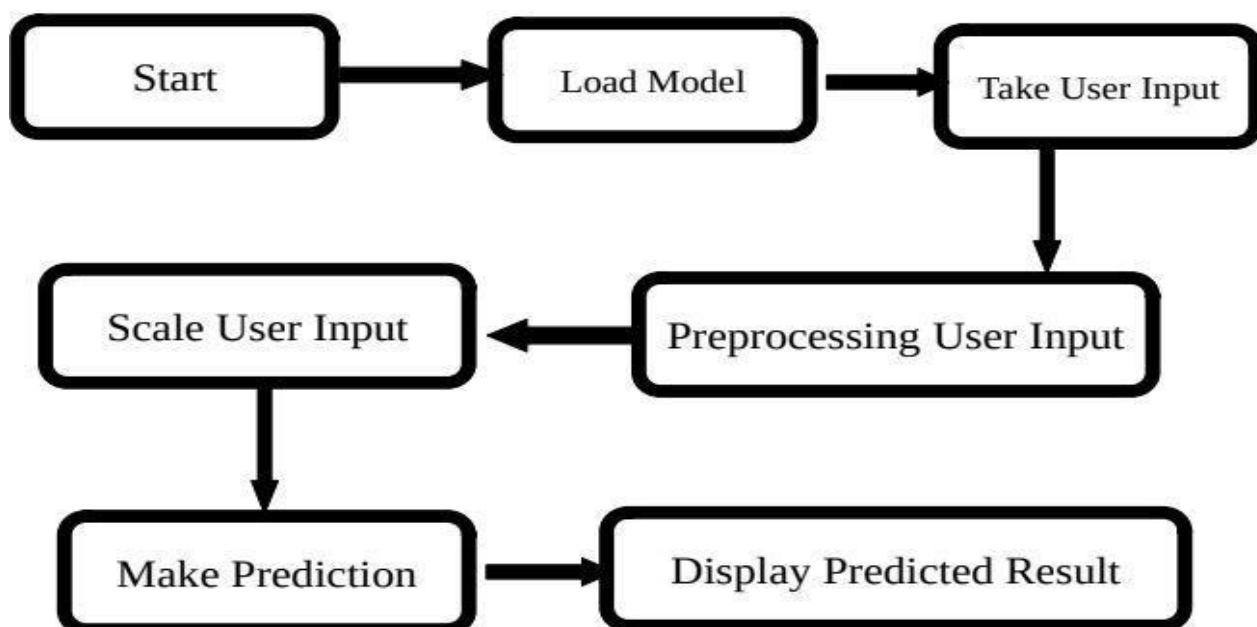 Start
Load Model
Take User Input
Preprocessing User Input
Scale User Input
Make Prediction
Display Predicted Result